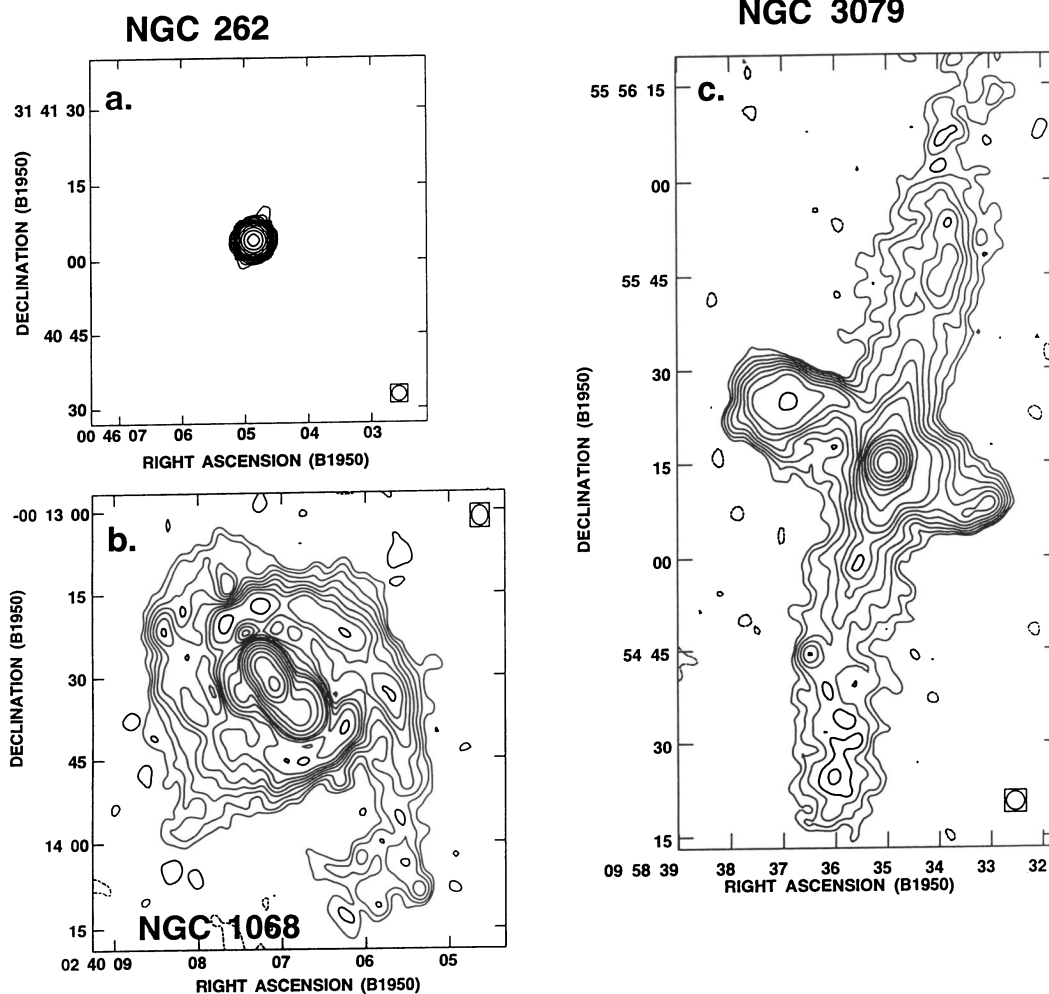 NGC 262
a.
31 41 30
15
00
40 45
30
DECLINATION (B1950)
00 46 07 06 05 04 03
RIGHT ASCENSION (B1950)
b.
-00 13 00
15
30
45
14 00
15
DECLINATION (B1950)
NGC 1068
02 40 09 08 07 06 05
RIGHT ASCENSION (B1950)
NGC 3079
c.
55 56 15
00
55 45
30
15
00
54 45
30
15
DECLINATION (B1950)
09 58 39 38 37 36 35 34 33 32
RIGHT ASCENSION (B1950)